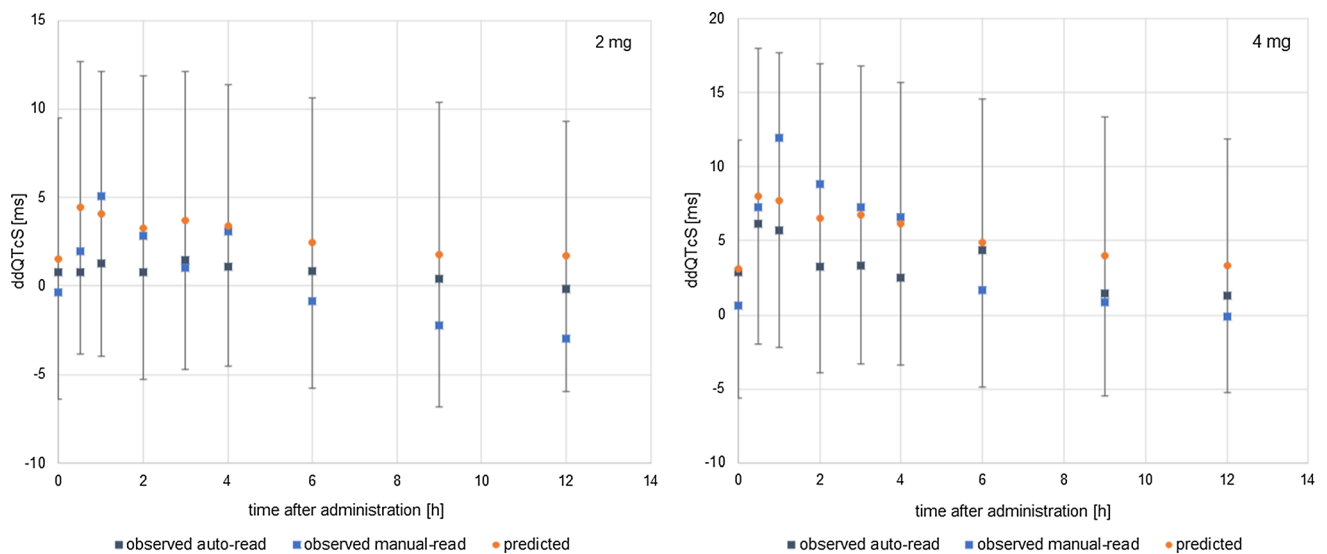 2 mg
ddQTcS [ms]
15
10
5
0
-5
-10
0 2 4 6 8 10 12 14
time after administration [h]
observed auto-read observed manual-read predicted
4 mg
ddQTcS [ms]
20
15
10
5
0
-5
-10
0 2 4 6 8 10 12 14
time after administration [h]
observed auto-read observed manual-read predicted